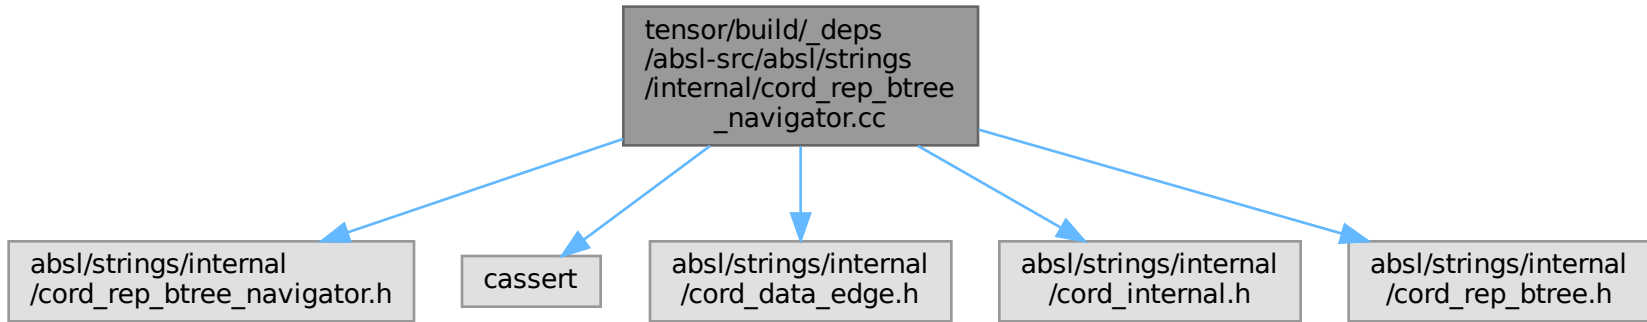 tensor/build/_deps
/absl-src/absl/strings
/internal/cord_rep_btree
_navigator.cc
absl/strings/internal
/cord_rep_btree_navigator.h
cassert
absl/strings/internal
/cord_data_edge.h
absl/strings/internal
/cord_internal.h
absl/strings/internal
/cord_rep_btree.h